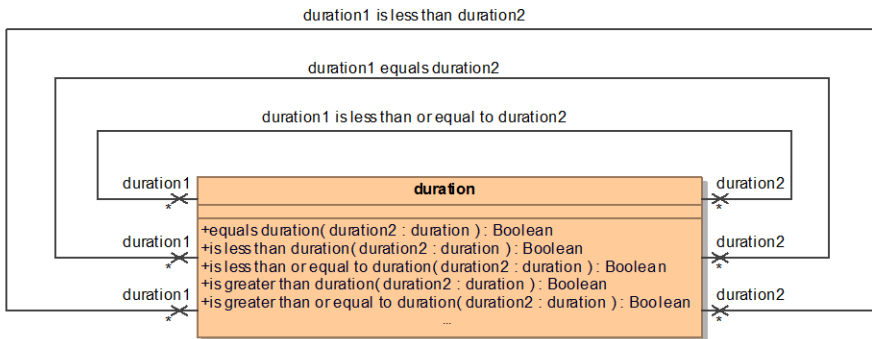 duration1 is less than duration2
duration1 equals duration2
duration1 is less than or equal to duration2
duration1
duration
duration2
*
*
+equals duration( duration2 : duration ) : Boolean
+is less than duration( duration2 : duration ) : Boolean
duration1
duration2
*
*
+is less than or equal to duration( duration2 : duration ) : Boolean
+is greater than duration( duration2 : duration ) : Boolean
duration1
duration2
+is greater than or equal to duration( duration2 : duration ) : Boolean
*
*
...